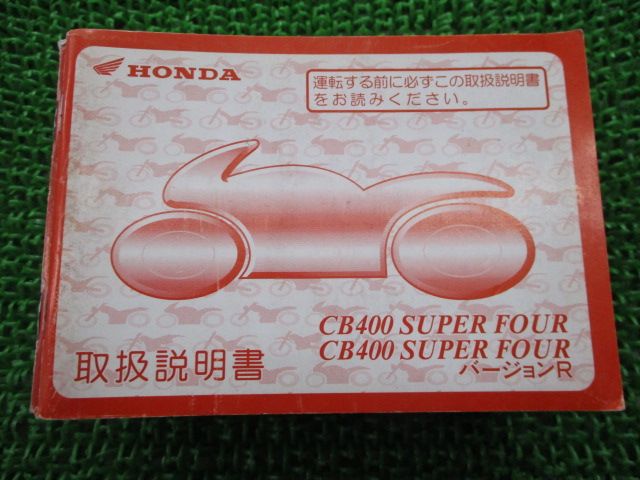 HONDA
運転する前に必ずこの取扱説明書
をお読みください。
CB400 SUPER FOUR
CB400 SUPER FOUR
バージョンR
取扱説明書